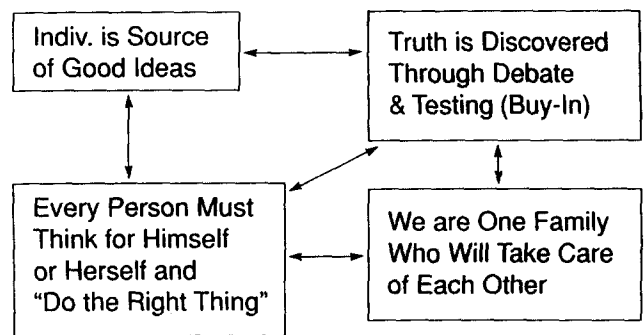 Indiv. is Source
of Good Ideas
Truth is Discovered
Through Debate
& Testing (Buy-In)
Every Person Must
Think for Himself
or Herself and
“Do the Right Thing”
We are One Family
Who Will Take Care
of Each Other